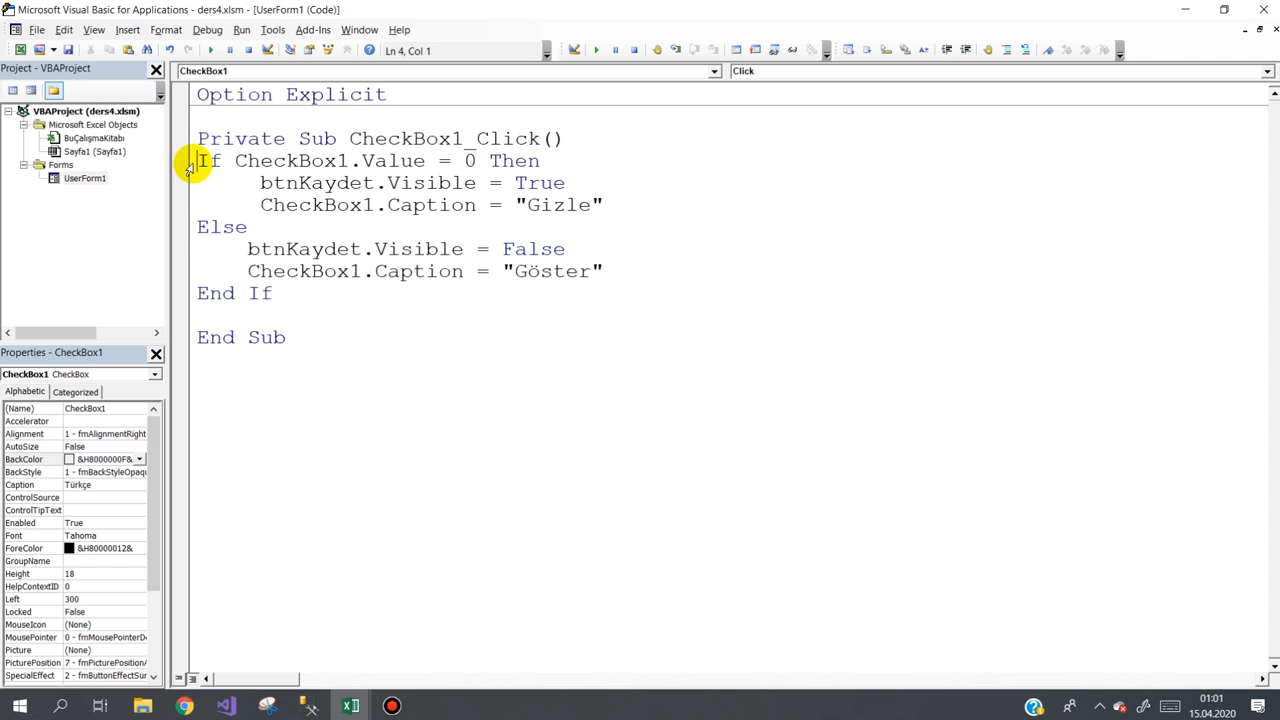 Microsoft Visual Basic for Applications - ders4.xlsm - [UserForm1 (Code)]
File Edit View Insert Format Debug Run Tools Add-Ins Window Help
Ln 4, Col 1
Project - VBAProject
VBAProject (ders4.xlsm)
Microsoft Excel Objects
BuÇalışmaKitabı
Sayfa1 (Sayfa1)
Forms
UserForm1
Properties - CheckBox1
CheckBox1 CheckBox
Alphabetic Categorized
(Name) CheckBox1
Accelerator
Alignment 1 - fmAlignmentRight
AutoSize False
BackColor &H8000000F&
BackStyle 1 - fmBackStyleOpaqu
Caption Türkçe
ControlSource
ControlTipText
Enabled True
Font Tahoma
ForeColor &H80000012&
GroupName
Height 18
HelpContextID 0
Left 300
Locked False
MouseIcon (None)
MousePointer 0 - fmMousePointerDe
Picture (None)
PicturePosition 7 - fmPicturePositionA
SpecialEffect 2 - fmButtonEffectSun
CheckBox1 Click
Option Explicit
Private Sub CheckBox1_Click()
If CheckBox1.Value = 0 Then
btnKaydet.Visible = True
CheckBox1.Caption = "Gizle"
Else
btnKaydet.Visible = False
CheckBox1.Caption = "Göster"
End If
End Sub
01:01
15.04.2020